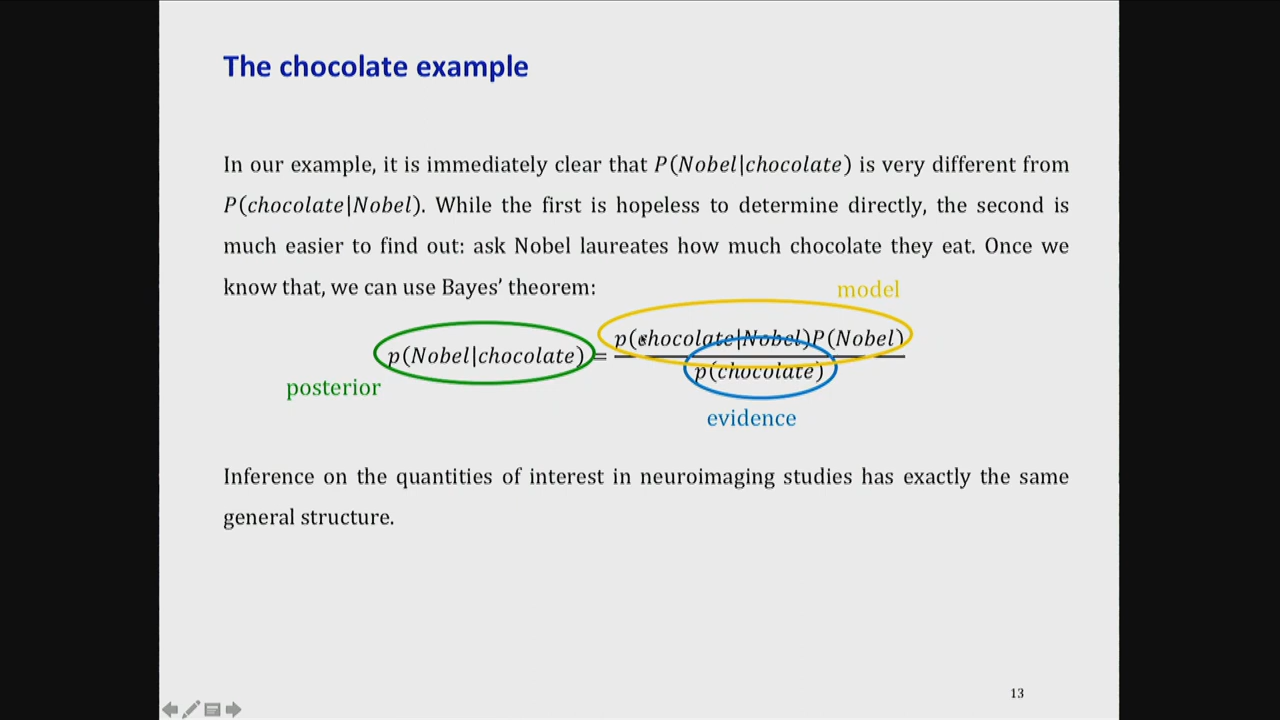 The chocolate example
In our example, it is immediately clear that P(Nobel|chocolate) is very different from
P(chocolate|Nobel). While the first is hopeless to determine directly, the second is
much easier to find out: ask Nobel laureates how much chocolate they eat. Once we
know that, we can use Bayes’ theorem:
model
p(Nobel|chocolate) = p(chocolate|Nobel)P(Nobel)
p(chocolate)
posterior
evidence
Inference on the quantities of interest in neuroimaging studies has exactly the same
general structure.
13